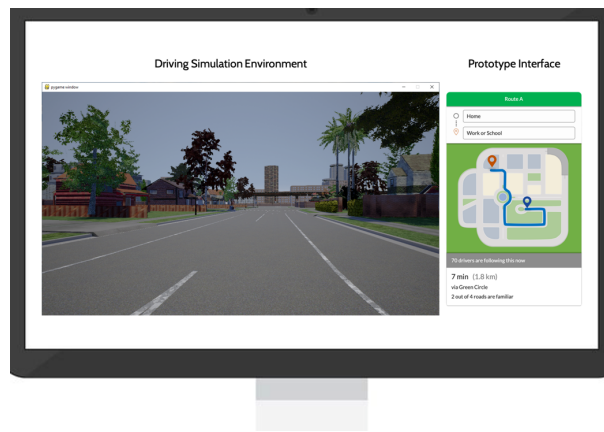 Driving Simulation Environment
Prototype Interface
pygame window
Route A
Home
Work or School
70 drivers are following this now
7 min (1.8 km)
via Green Circle
2 out of 4 roads are familiar